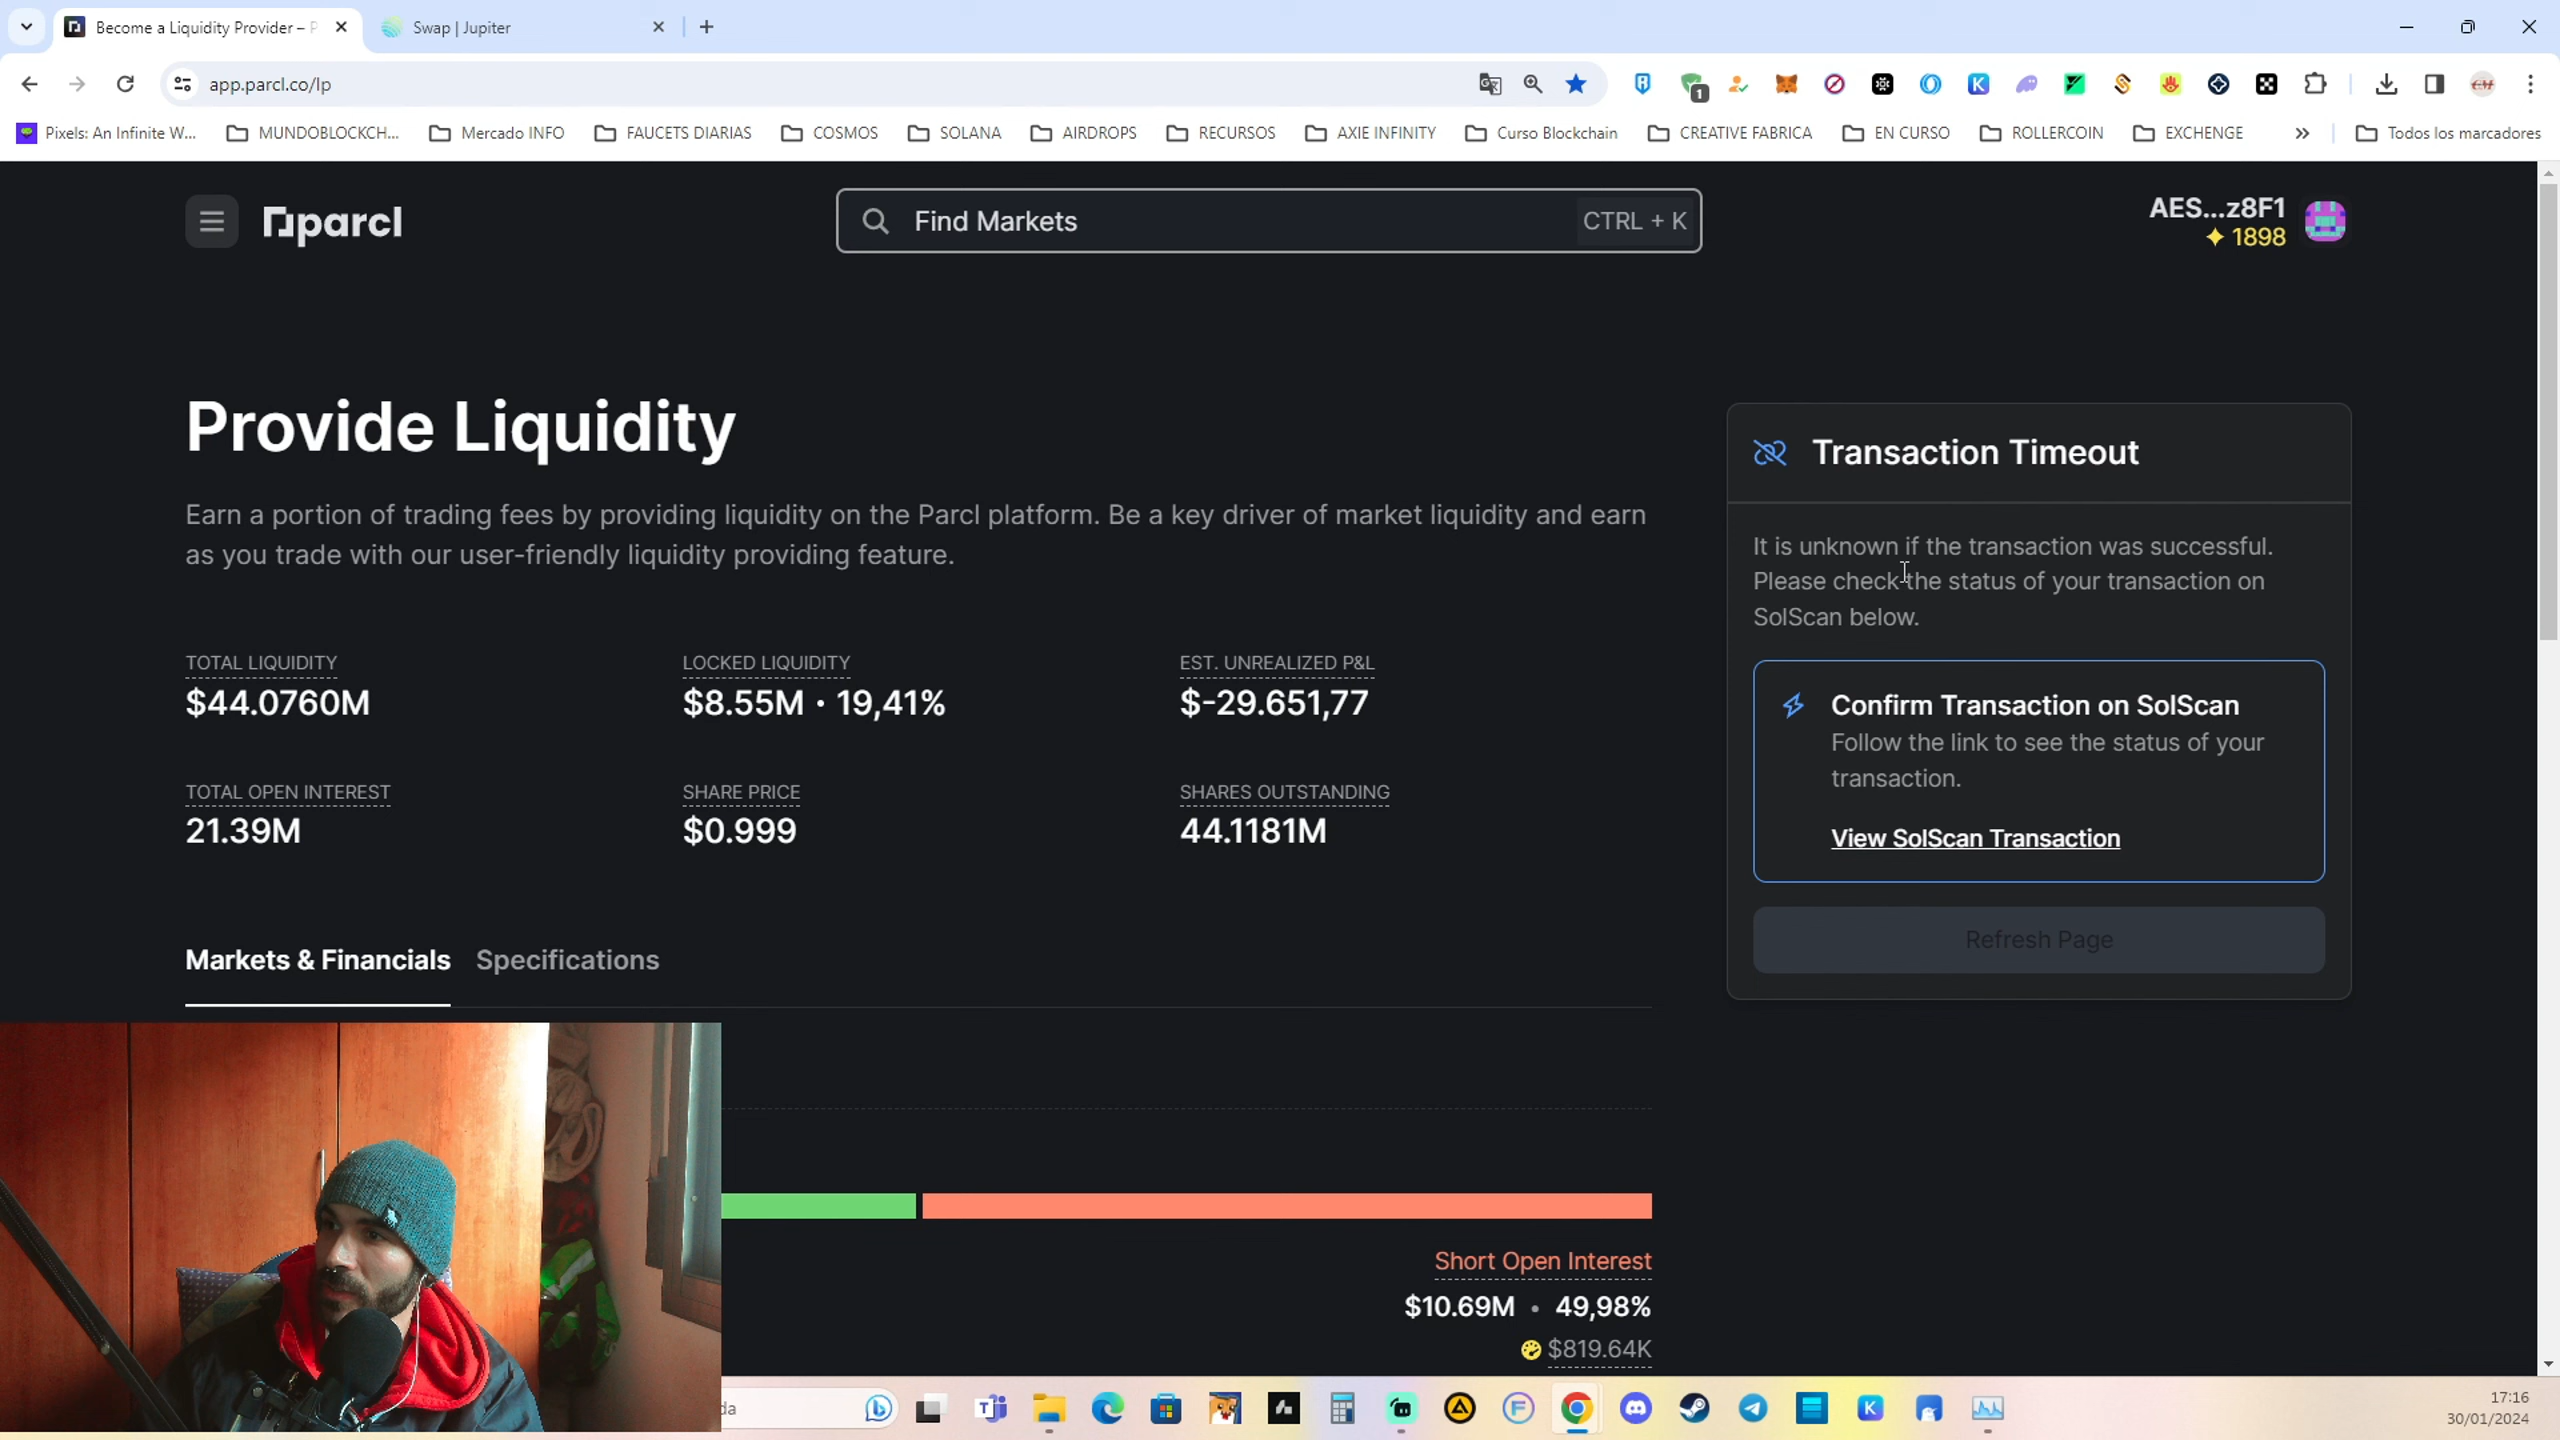 Become a Liquidity Provider – P
Swap | Jupiter
app.parcl.co/lp
1
Pixels: An Infinite W...
MUNDOBLOCKCH...
Mercado INFO
FAUCETS DIARIAS
COSMOS
SOLANA
AIRDROPS
RECURSOS
AXIE INFINITY
Curso Blockchain
CREATIVE FABRICA
EN CURSO
ROLLERCOIN
EXCHENGE
Todos los marcadores
parcl
Find Markets
CTRL + K
AES...z8F1
1898
Provide Liquidity
Earn a portion of trading fees by providing liquidity on the Parcl platform. Be a key driver of market liquidity and earn
as you trade with our user-friendly liquidity providing feature.
TOTAL LIQUIDITY
$44.0760M
LOCKED LIQUIDITY
$8.55M • 19,41%
EST. UNREALIZED P&L
$-29.651,77
TOTAL OPEN INTEREST
21.39M
SHARE PRICE
$0.999
SHARES OUTSTANDING
44.1181M
Markets & Financials
Specifications
Transaction Timeout
It is unknown if the transaction was successful.
Please check the status of your transaction on
SolScan below.
Confirm Transaction on SolScan
Follow the link to see the status of your
transaction.
View SolScan Transaction
Refresh Page
Short Open Interest
$10.69M • 49,98%
$819.64K
da
17:16
30/01/2024